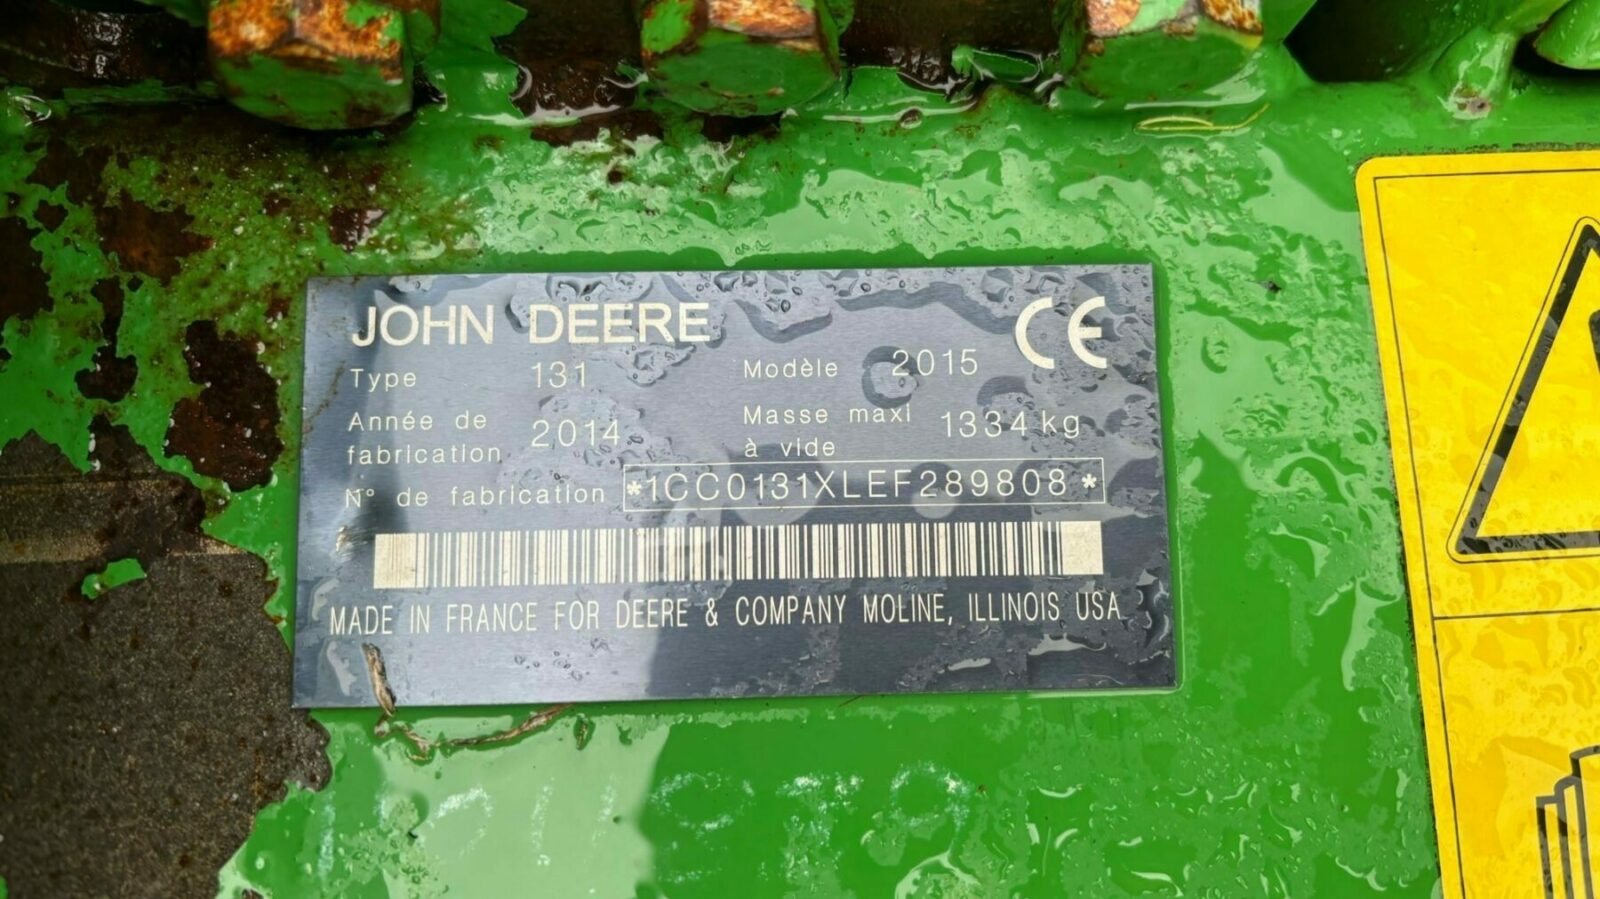 JOHN DEERE CE
Type 131 Modèle 2015
Année de fabrication 2014 Masse maxi à vide 1334 kg
N° de fabrication *1CC0131XLEF289808*
MADE IN FRANCE FOR DEERE & COMPANY MOLINE, ILLINOIS USA